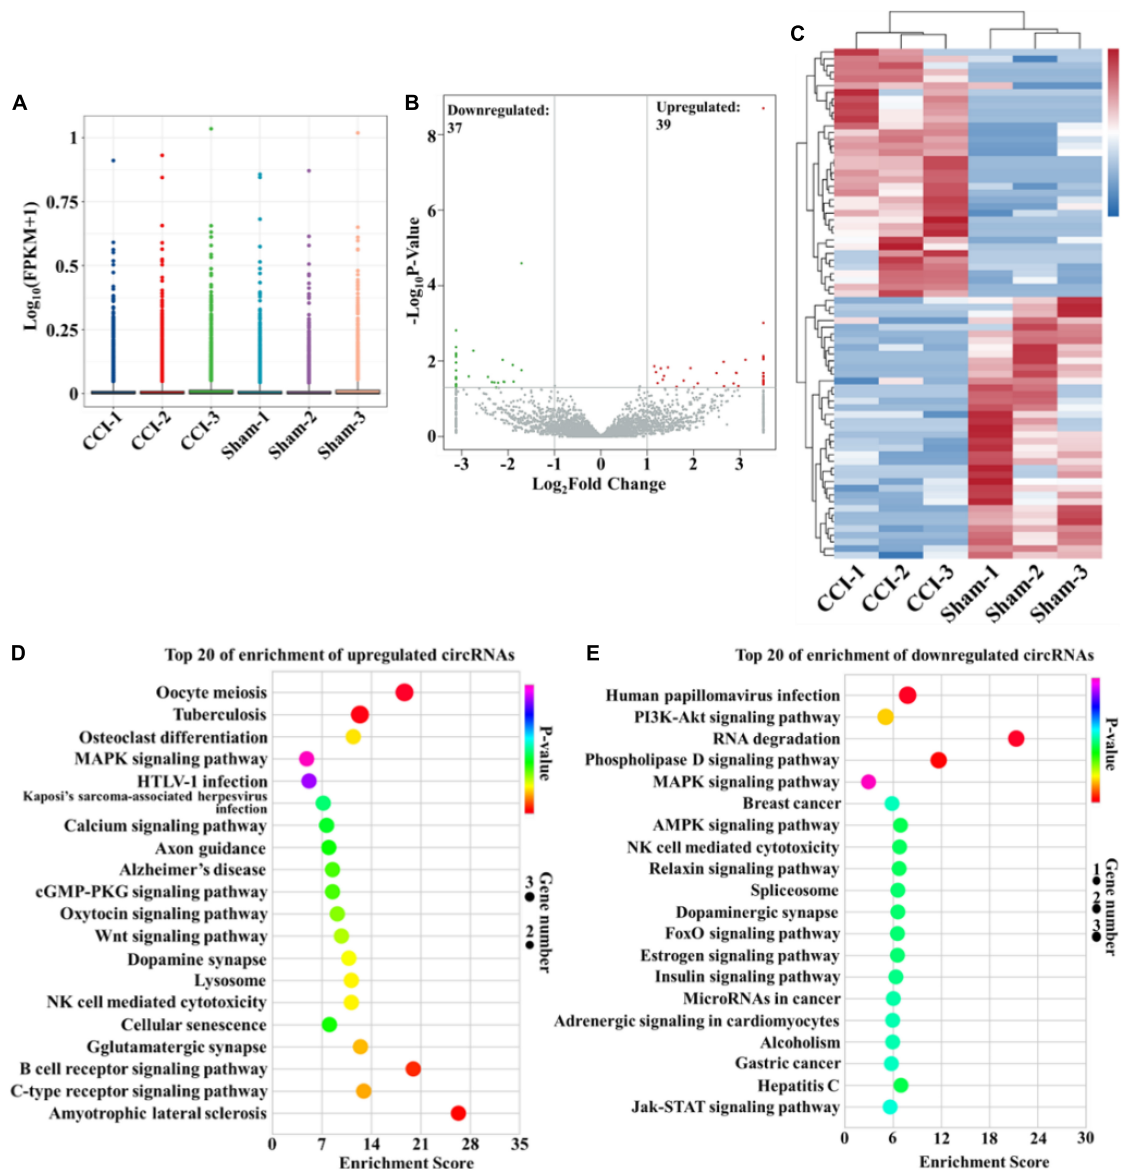 A
Log10(FPKM+1)
1
0.75
0.5
0.25
0
CCI-1
CCI-2
CCI-3
Sham-1
Sham-2
Sham-3
B
Downregulated:
37
Upregulated:
39
-Log10P-Value
8
6
4
2
0
-3
-2
-1
0
1
2
3
Log2Fold Change
C
CCI-1
CCI-2
CCI-3
Sham-1
Sham-2
Sham-3
D
Top 20 of enrichment of upregulated circRNAs
Oocyte meiosis
Tuberculosis
Osteoclast differentiation
MAPK signaling pathway
HTLV-1 infection
Kaposi's sarcoma-associated herpesvirus
infection
Calcium signaling pathway
Axon guidance
Alzheimer's disease
cGMP-PKG signaling pathway
Oxytocin signaling pathway
Wnt signaling pathway
Dopamine synapse
Lysosome
NK cell mediated cytotoxicity
Cellular senescence
Gglutamatergic synapse
B cell receptor signaling pathway
C-type receptor signaling pathway
Amyotrophic lateral sclerosis
0
7
14
21
28
35
Enrichment Score
P-value
3
2
Gene number
E
Top 20 of enrichment of downregulated circRNAs
Human papillomavirus infection
PI3K-Akt signaling pathway
RNA degradation
Phospholipase D signaling pathway
MAPK signaling pathway
Breast cancer
AMPK signaling pathway
NK cell mediated cytotoxicity
Relaxin signaling pathway
Spliceosome
Dopaminergic synapse
FoxO signaling pathway
Estrogen signaling pathway
Insulin signaling pathway
MicroRNAs in cancer
Adrenergic signaling in cardiomyocytes
Alcoholism
Gastric cancer
Hepatitis C
Jak-STAT signaling pathway
0
6
12
18
24
30
Enrichment Score
P-value
1
2
3
Gene number